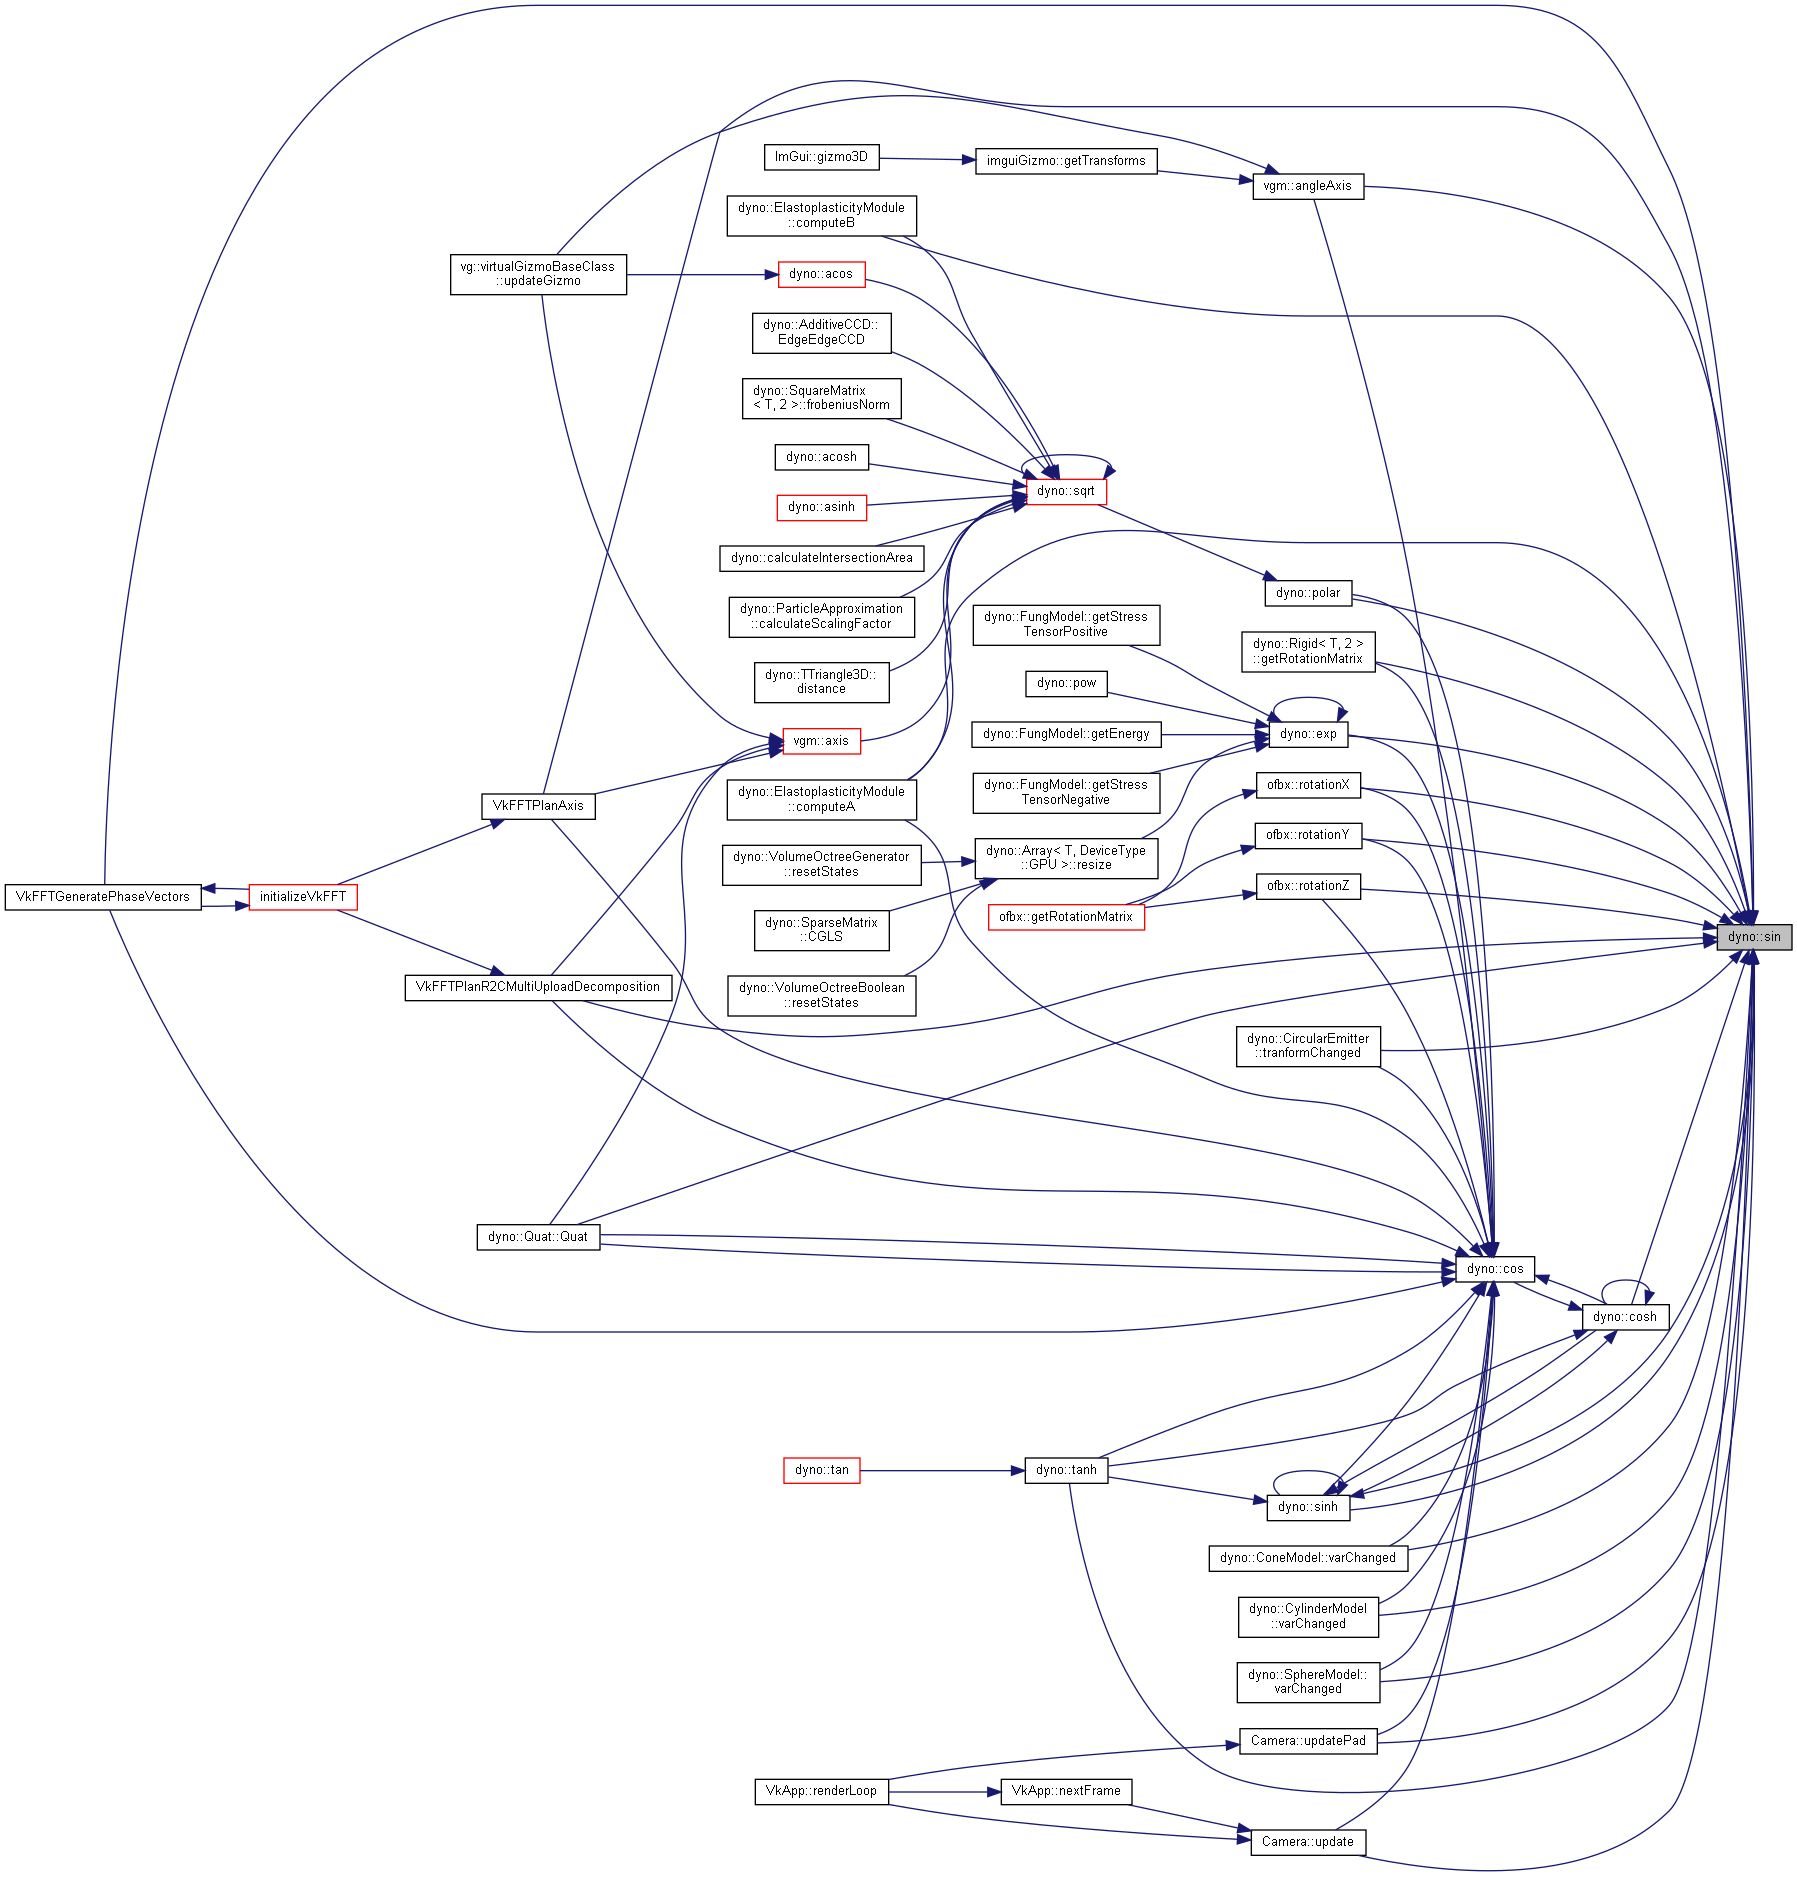 ImGui::gizmo3D
imguiGizmo::getTransforms
vgm::angleAxis
dyno::ElastoplasticityModule
::computeB
vg::virtualGizmoBaseClass
::updateGizmo
dyno::acos
dyno::AdditiveCCD::
EdgeEdgeCCD
dyno::SquareMatrix
< T, 2 >::frobeniusNorm
dyno::acosh
dyno::sqrt
dyno::asinh
dyno::calculateIntersectionArea
dyno::polar
dyno::ParticleApproximation
::calculateScalingFactor
dyno::FungModel::getStress
TensorPositive
dyno::Rigid< T, 2 >
::getRotationMatrix
dyno::TTriangle3D::
distance
dyno::pow
vgm::axis
dyno::FungModel::getEnergy
dyno::exp
dyno::ElastoplasticityModule
::computeA
dyno::FungModel::getStress
TensorNegative
ofbx::rotationX
VkFFTPlanAxis
ofbx::rotationY
dyno::VolumeOctreeGenerator
::resetStates
dyno::Array< T, DeviceType
::GPU >::resize
ofbx::rotationZ
VkFFTGeneratePhaseVectors
initializeVkFFT
dyno::SparseMatrix
::CGLS
ofbx::getRotationMatrix
dyno::sin
VkFFTPlanR2CMultiUploadDecomposition
dyno::VolumeOctreeBoolean
::resetStates
dyno::CircularEmitter
::tranformChanged
dyno::Quat::Quat
dyno::cos
dyno::cosh
dyno::tan
dyno::tanh
dyno::sinh
dyno::ConeModel::varChanged
dyno::CylinderModel
::varChanged
dyno::SphereModel::
varChanged
Camera::updatePad
VkApp::renderLoop
VkApp::nextFrame
Camera::update